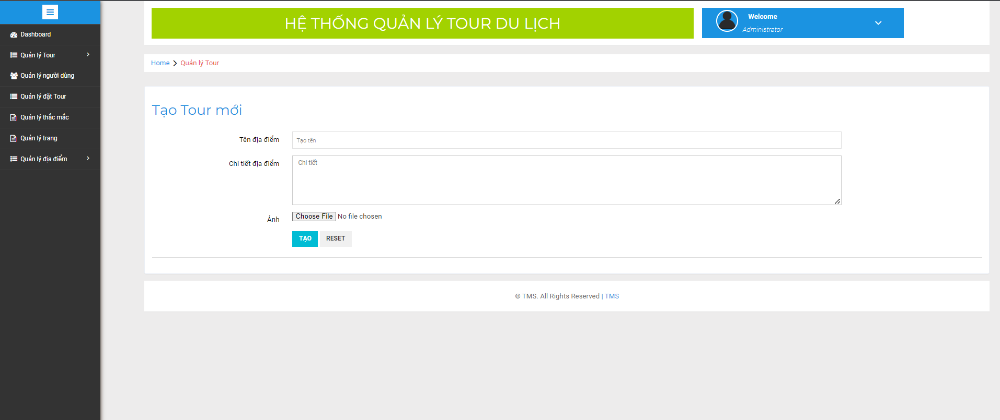 HỆ THỐNG QUẢN LÝ TOUR DU LỊCH
Welcome
Administrator
Dashboard
Quản lý Tour
Quản lý người dùng
Quản lý đặt Tour
Quản lý thắc mắc
Quản lý trang
Quản lý địa điểm
Home > Quản lý Tour
Tạo Tour mới
Tên địa điểm
Tạo tên
Chi tiết địa điểm
Chi tiết
Ảnh
Choose File No file chosen
TẠO
RESET
© TMS. All Rights Reserved | TMS